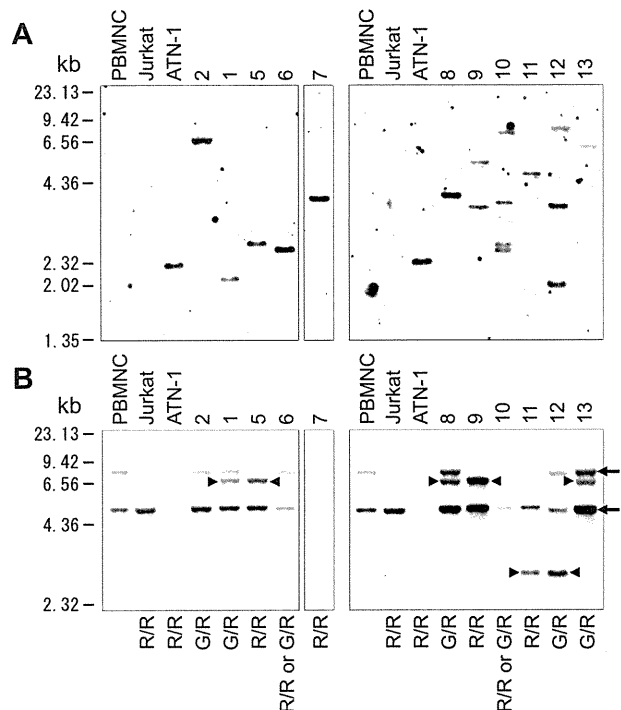 A
kb
PBMNC
Jurkat
ATN-1
2
1
5
6
7
PBMNC
Jurkat
ATN-1
8
9
10
11
12
13
23.13
9.42
6.56
4.36
2.32
2.02
1.35
B
kb
PBMNC
Jurkat
ATN-1
2
1
5
6
7
PBMNC
Jurkat
ATN-1
8
9
10
11
12
13
23.13
9.42
6.56
4.36
2.32
R/R
R/R
G/R
G/R
R/R
R/R or G/R
R/R
R/R
R/R
G/R
R/R
R/R or G/R
R/R
G/R
G/R